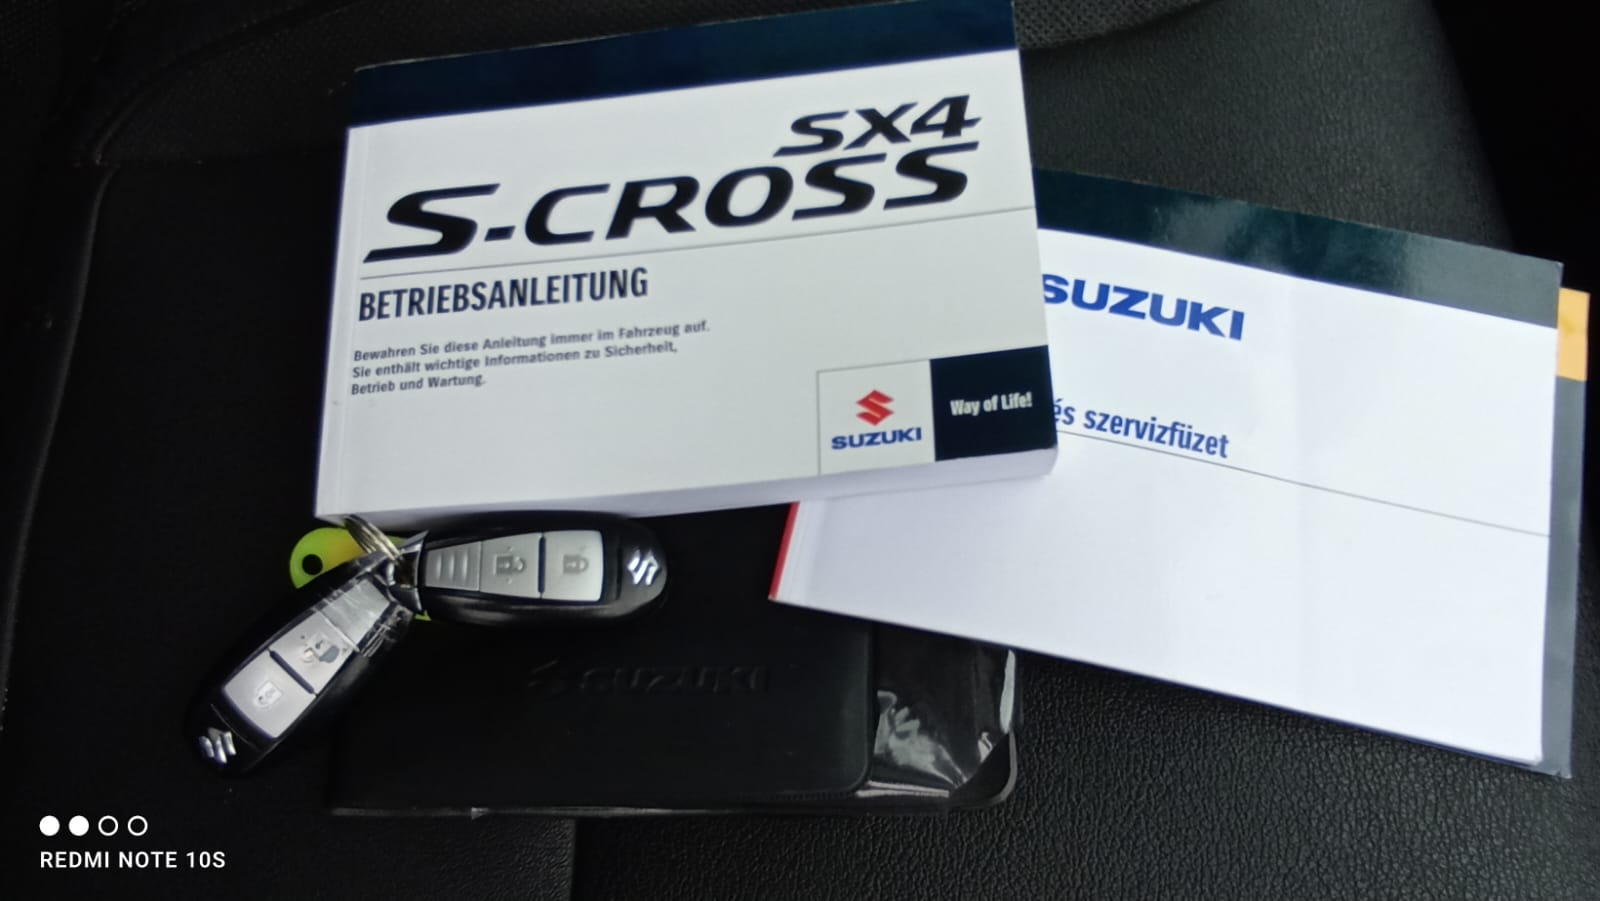 SX4
S-CROSS
BETRIEBSANLEITUNG
Bewahren Sie diese Anleitung immer im Fahrzeug auf.
Sie enthält wichtige Informationen zu Sicherheit,
Betrieb und Wartung.
SUZUKI
Way of Life!
SUZUKI
és szervizfüzet
SUZUKI
REDMI NOTE 10S